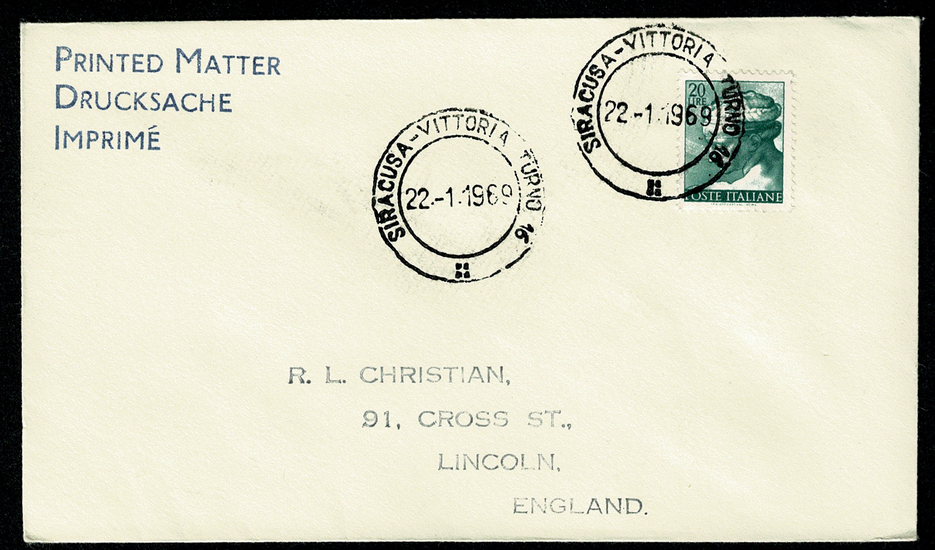 PRINTED MATTER
DRUCKSACHE
IMPRIMÉ
SIRACUSA-VITTORIA TURNO 16
22.-1.1969
SIRACUSA-VITTORIA TURNO 16
22.-1.1969
20
LIRE
POSTE ITALIANE
R. L. CHRISTIAN,
91, CROSS ST.,
LINCOLN,
ENGLAND.